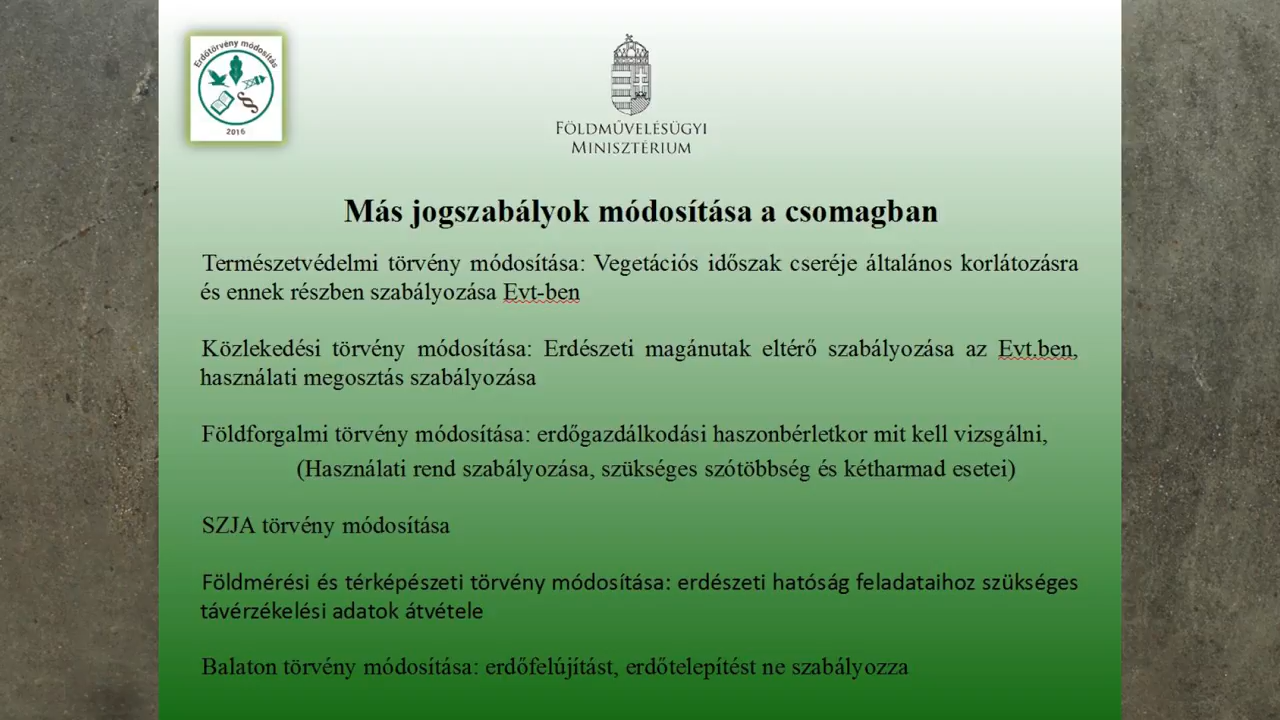 Erdőtörvény módosítás
2016
FÖLDMŰVELÉSÜGYI
MINISZTÉRIUM
Más jogszabályok módosítása a csomagban
Természetvédelmi törvény módosítása: Vegetációs időszak cseréje általános korlátozásra
és ennek részben szabályozása Evt-ben
Közlekedési törvény módosítása: Erdészeti magánutak eltérő szabályozása az Evt.ben,
használati megosztás szabályozása
Földforgalmi törvény módosítása: erdőgazdálkodási haszonbérletkor mit kell vizsgálni,
(Használati rend szabályozása, szükséges szótöbbség és kétharmad esetei)
SZJA törvény módosítása
Földmérési és térképészeti törvény módosítása: erdészeti hatóság feladataihoz szükséges
távérzékelési adatok átvétele
Balaton törvény módosítása: erdőfelújítást, erdőtelepítést ne szabályozza